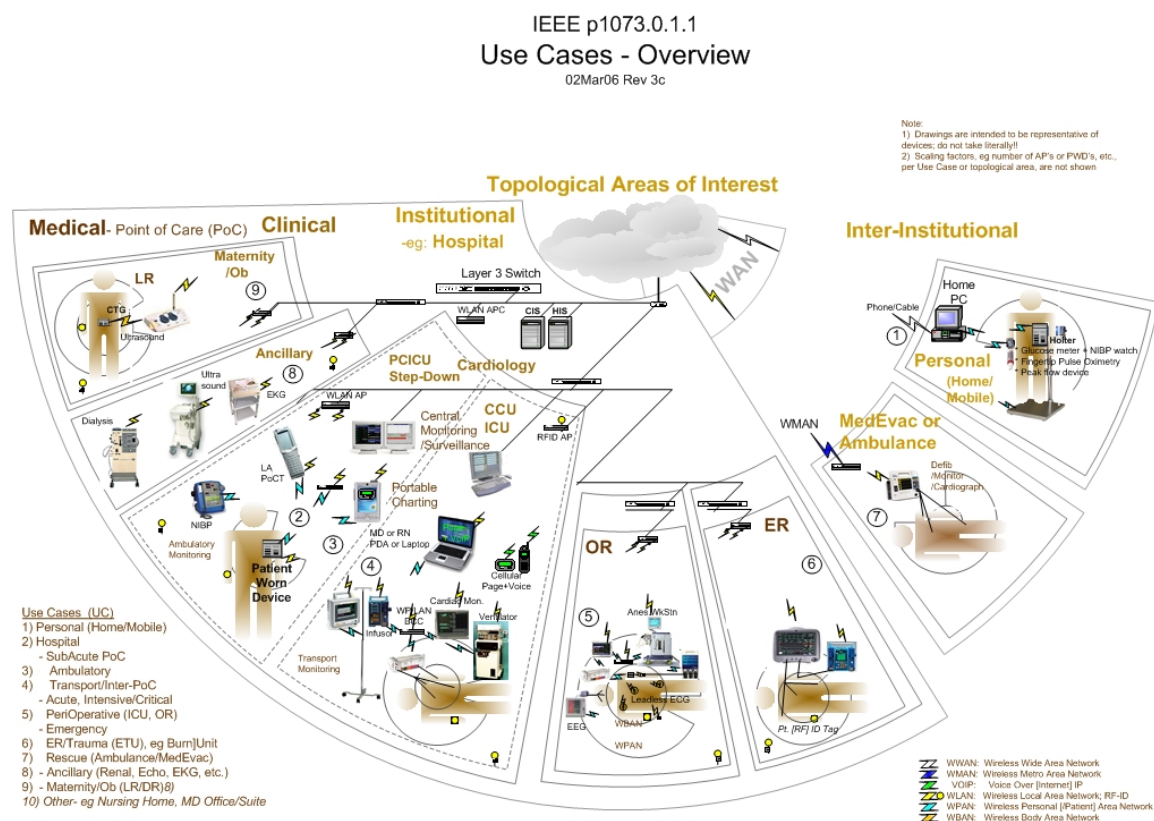 IEEE p1073.0.1.1
Use Cases - Overview
02Mar06 Rev 3c
Note:
1) Drawings are intended to be representative of
devices; do not take literally!!
2) Scaling factors, eg number of AP's or PWD's, etc.,
per Use Case or topological area, are not shown
Topological Areas of Interest
Medical- Point of Care (PoC)
Clinical
Institutional
-eg: Hospital
Inter-Institutional
WAN
Maternity
/Ob
LR
9
CTG
Ultrasound
Layer 3 Switch
WLAN APC
CIS
HIS
Phone/Cable
Home
PC
1
Holter
* Glucose meter + NIBP watch
* Fingertip Pulse Oximetry
* Peak flow device
Personal
(Home/
Mobile)
Ancillary
8
Ultra
sound
EKG
Dialysis
PCICU
Step-Down
Cardiology
WLAN AP
Central
Monitoring
/Surveillance
CCU
ICU
RFID AP
MedEvac or
Ambulance
WMAN
Defib
/Monitor
/Cardiograph
7
LA
PoCT
Portable
Charting
NIBP
2
Ambulatory
Monitoring
3
MD or RN
PDA or Laptop
4
Cellular
Page+Voice
Patient
Worn
Device
OR
ER
6
Infusor
Cardiac Mon.
Ventilator
Transport
Monitoring
5
Anes WkStn
Leadless ECG
EEG
WBAN
WPAN
Pt. [RF] ID Tag
Use Cases (UC)
1) Personal (Home/Mobile)
2) Hospital
- SubAcute PoC
3) Ambulatory
4) Transport/Inter-PoC
- Acute, Intensive/Critical
5) PeriOperative (ICU, OR)
- Emergency
6) ER/Trauma (ETU), eg Burn]Unit
7) Rescue (Ambulance/MedEvac)
8) - Ancillary (Renal, Echo, EKG, etc.)
9) - Maternity/Ob (LR/DR)8)
10) Other- eg Nursing Home, MD Office/Suite
WWAN: Wireless Wide Area Network
WMAN: Wireless Metro Area Network
VOIP: Voice Over [Internet] IP
WLAN: Wireless Local Area Network; RF-ID
WPAN: Wireless Personal [/Patient] Area Network
WBAN: Wireless Body Area Network